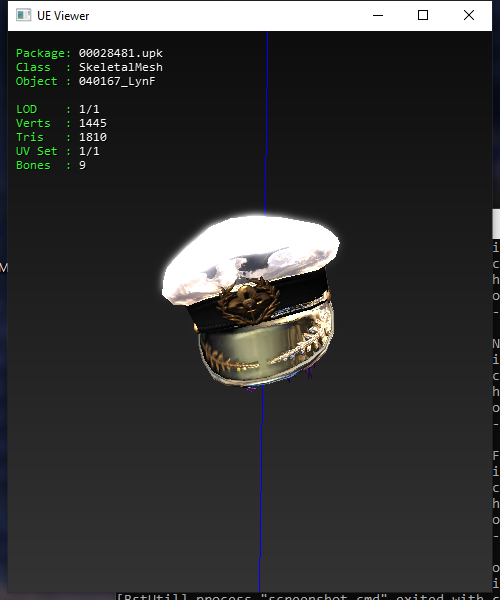 UE Viewer
Package: 00028481.upk
Class  : SkeletalMesh
Object : 040167_LynF
LOD    : 1/1
Verts  : 1445
Tris   : 1810
UV Set : 1/1
Bones  : 9
M
i
c
h
o
-
N
i
c
h
o
-
F
i
c
h
o
-
o
i
[BstUtil] process "screenshot.cmd" exited with c